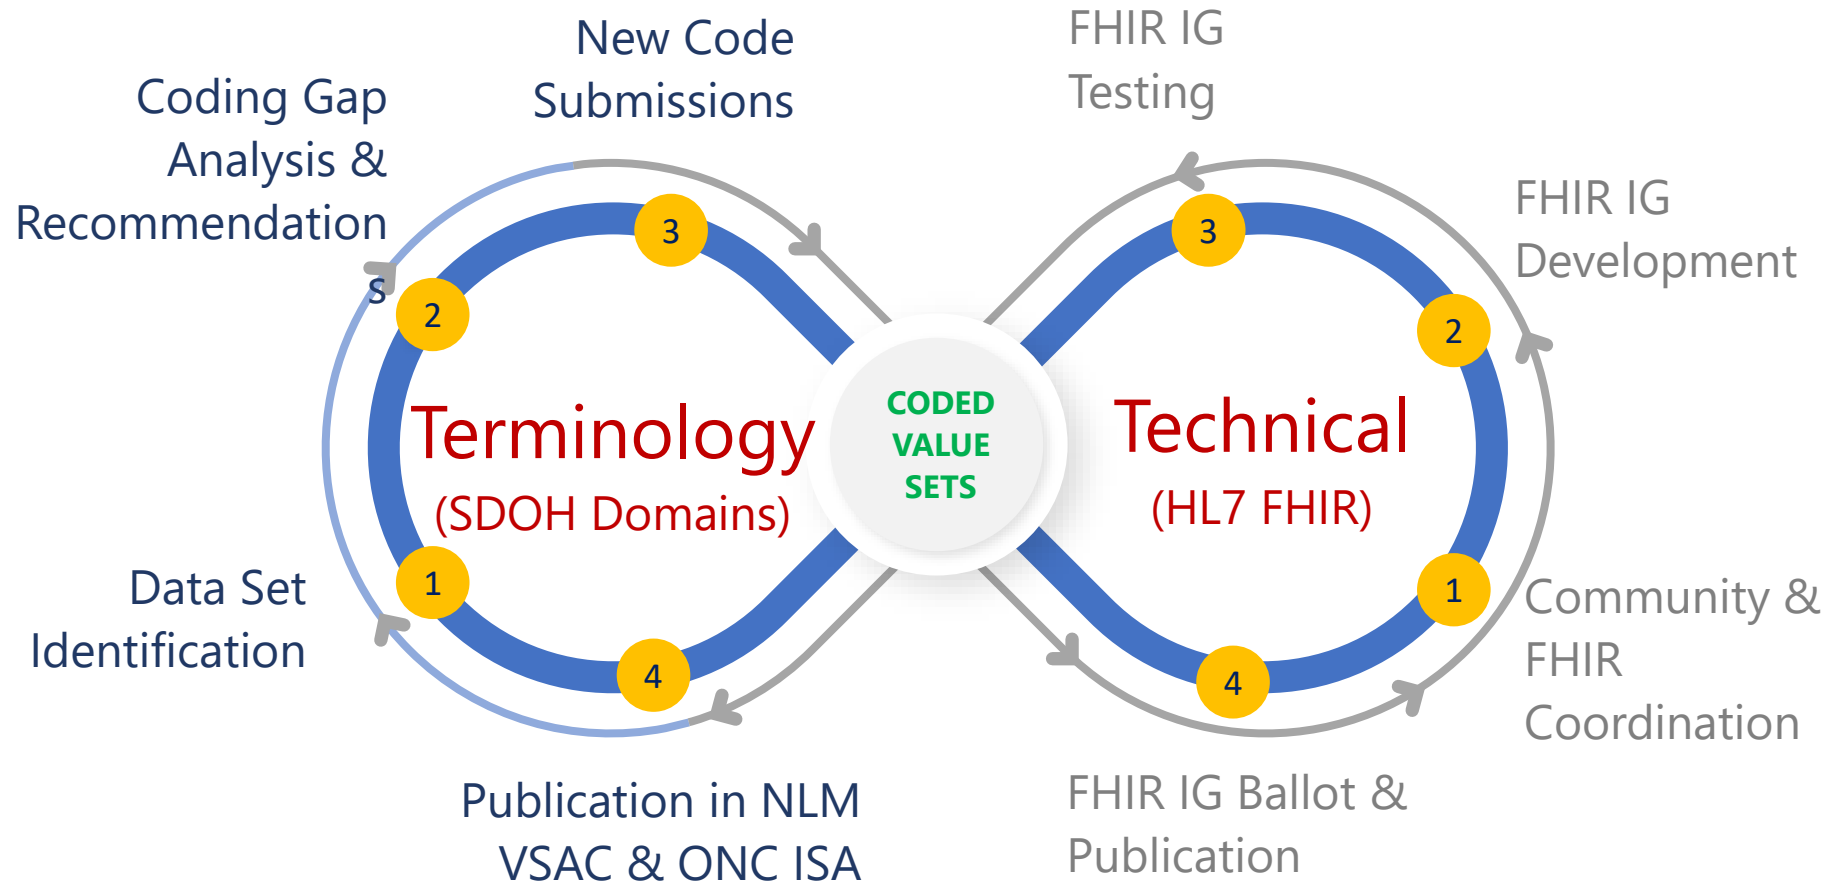 New Code
Submissions
Coding Gap
Analysis &
Recommendation
s
FHIR IG
Testing
FHIR IG
Development
3
2
1
4
Terminology
(SDOH Domains)
CODED
VALUE
SETS
Technical
(HL7 FHIR)
3
2
1
4
Data Set
Identification
Community &
FHIR
Coordination
Publication in NLM
VSAC & ONC ISA
FHIR IG Ballot &
Publication